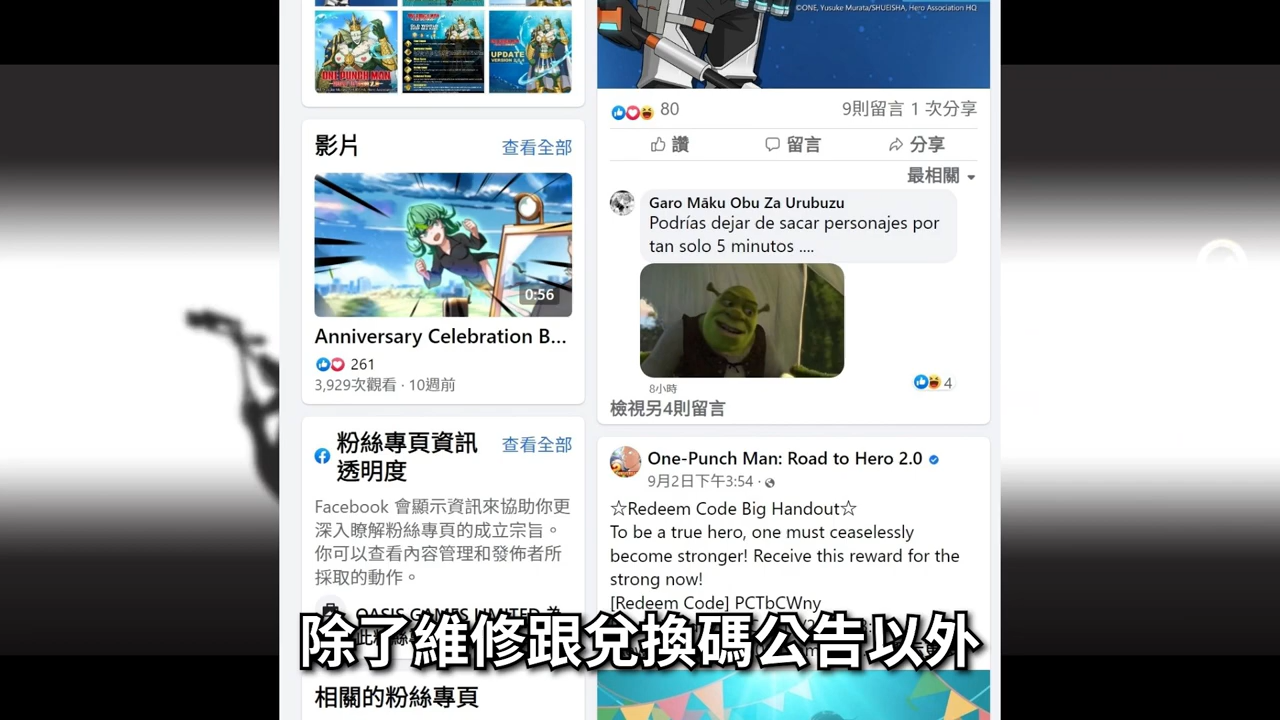 ONE PUNCH MAN
UPDATE
影片
查看全部
0:56
Anniversary Celebration B...
261
3,929次觀看 · 10週前
粉絲專頁資訊
透明度
查看全部
Facebook 會顯示資訊來協助你更
深入瞭解粉絲專頁的成立宗旨。
你可以查看內容管理和發佈者所
採取的動作。
OASIS GAMES LIMITED 為
相關的粉絲專頁
©ONE, Yusuke Murata/SHUEISHA, Hero Association HQ
80
9則留言 1 次分享
讚
留言
分享
最相關
Garo Māku Obu Za Urubuzu
Podrías dejar de sacar personajes por
tan solo 5 minutos ....
8小時
4
檢視另4則留言
One-Punch Man: Road to Hero 2.0
9月2日下午3:54 ·
☆Redeem Code Big Handout☆
To be a true hero, one must ceaselessly
become stronger! Receive this reward for the
strong now!
[Redeem Code] PCTbCWny
除了維修跟兌換碼公告以外